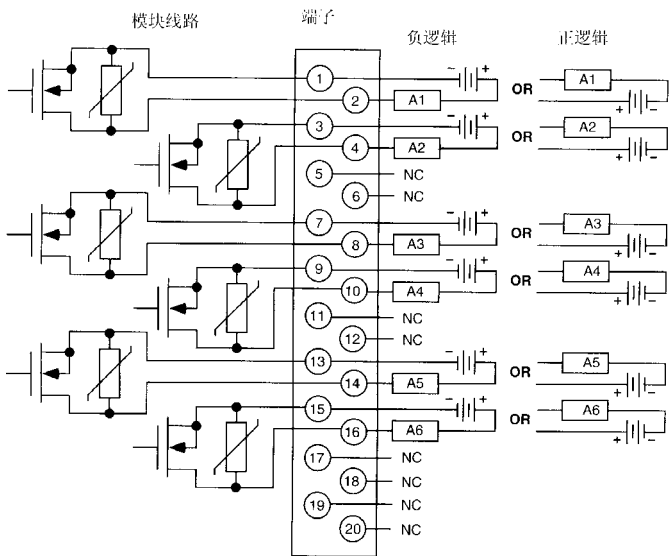 模块线路 端子 负逻辑 正逻辑
1 - + A1
2 A1 OR + -
3 - + A2
4 A2 OR + -
5 NC
6 NC
7 - + A3
8 A3 OR + -
9 - + A4
10 A4 OR + -
11 NC
12 NC
13 - + A5
14 A5 OR + -
15 - + A6
16 A6 OR + -
17 NC
18 NC
19 NC
20 NC